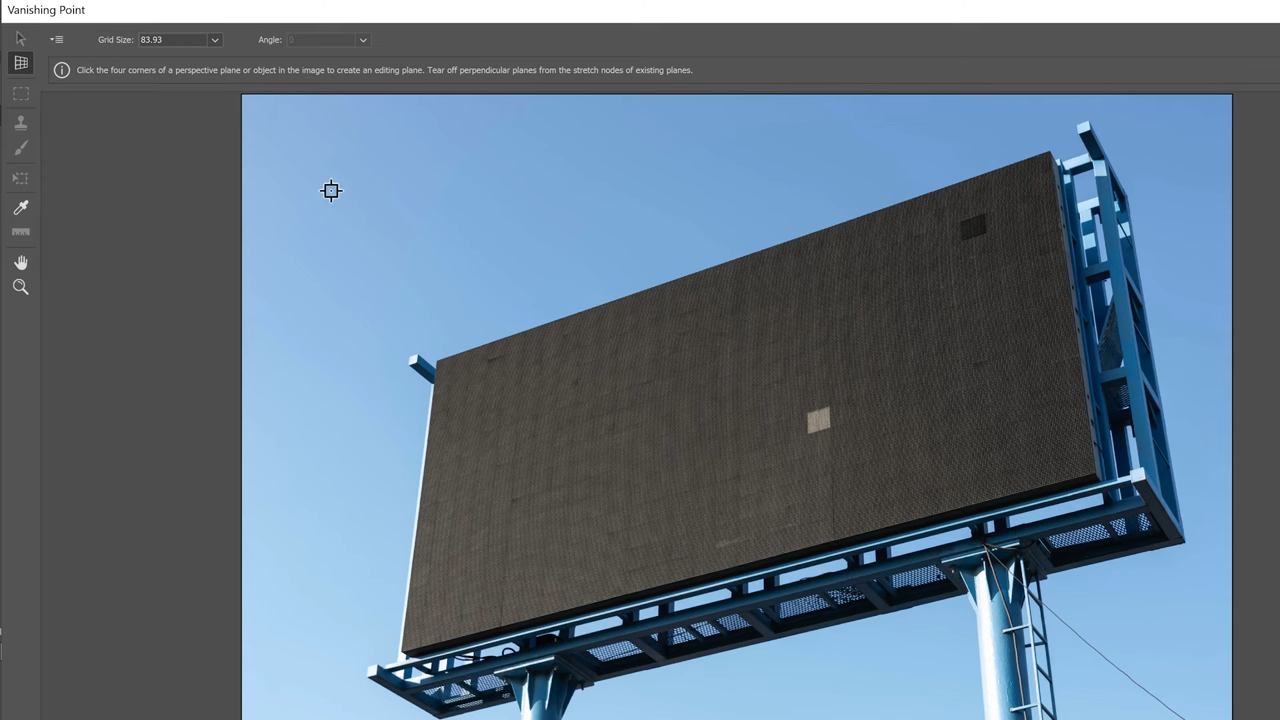 Vanishing Point
Grid Size: 83.93 Angle: 0
Click the four corners of a perspective plane or object in the image to create an editing plane. Tear off perpendicular planes from the stretch nodes of existing planes.